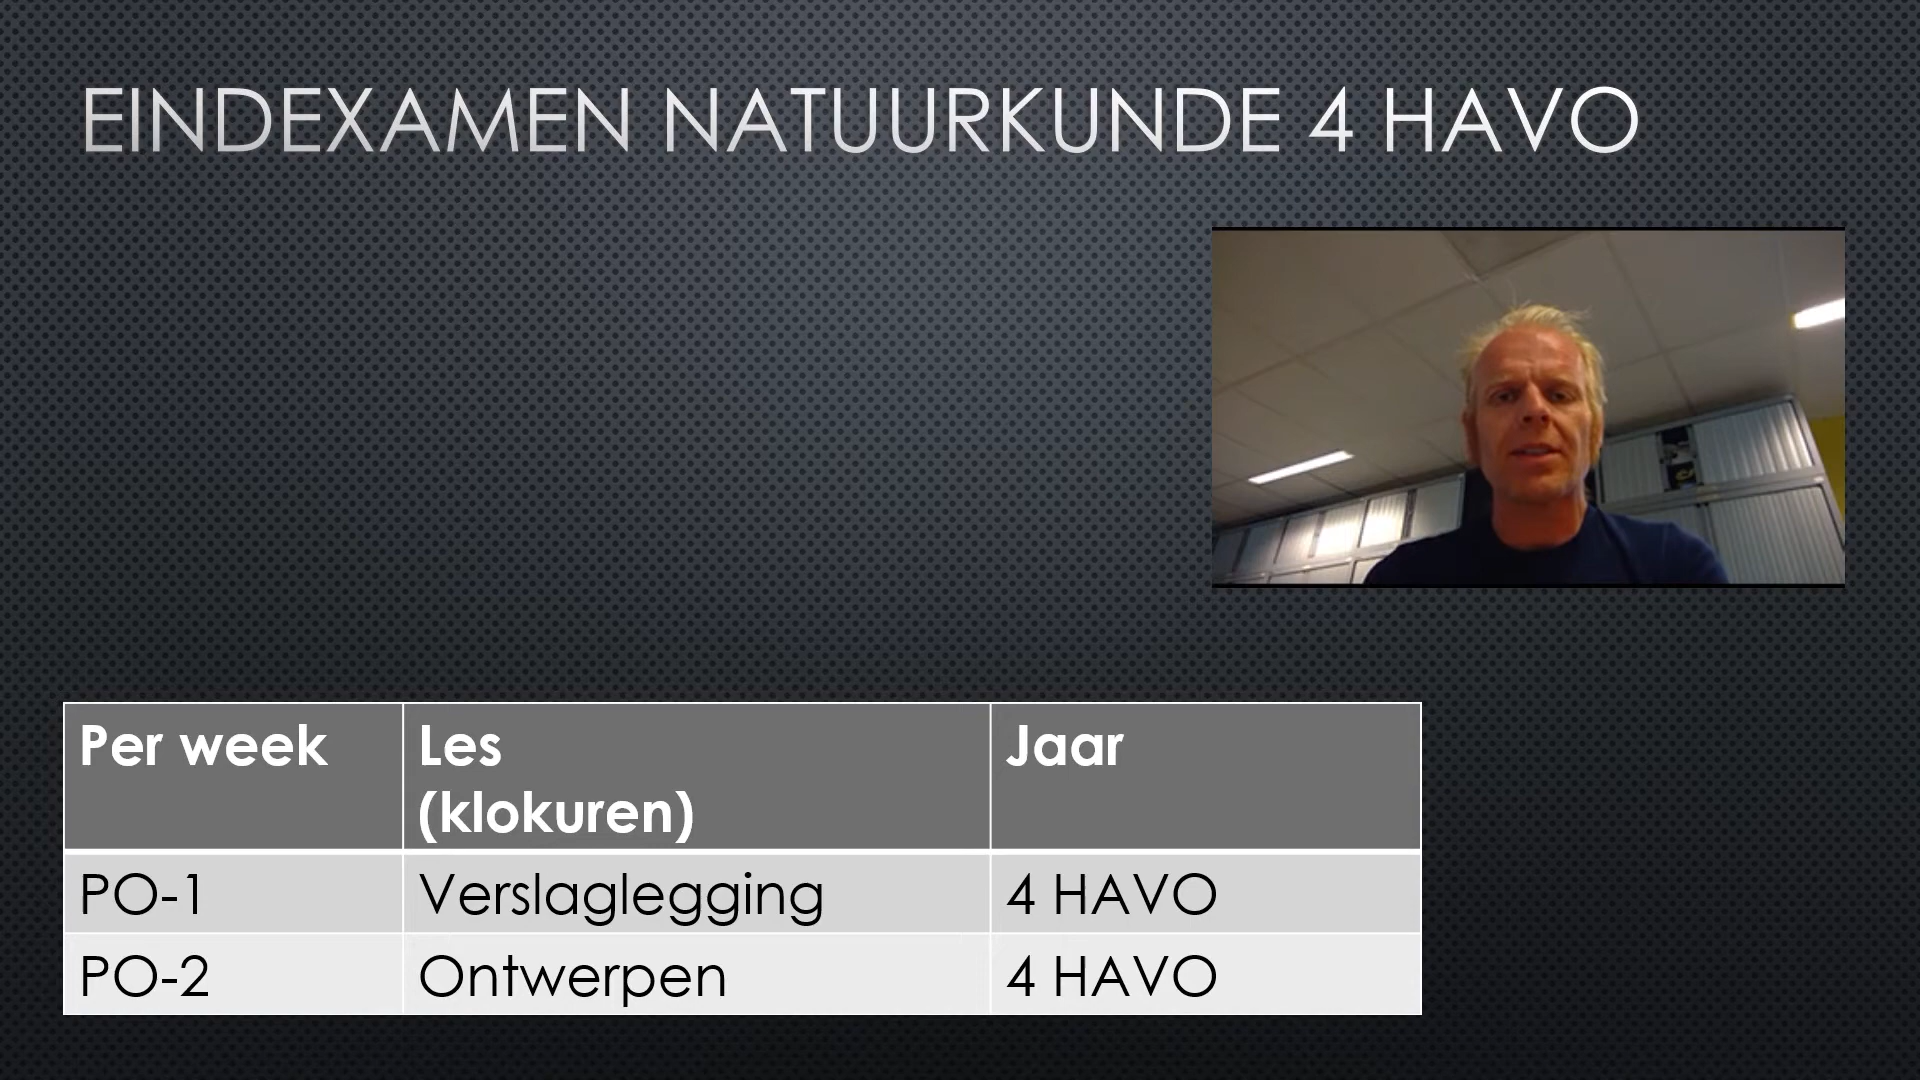 EINDEXAMEN NATUURKUNDE 4 HAVO
Per week Les (klokuren) Jaar
PO-1 Verslaglegging 4 HAVO
PO-2 Ontwerpen 4 HAVO